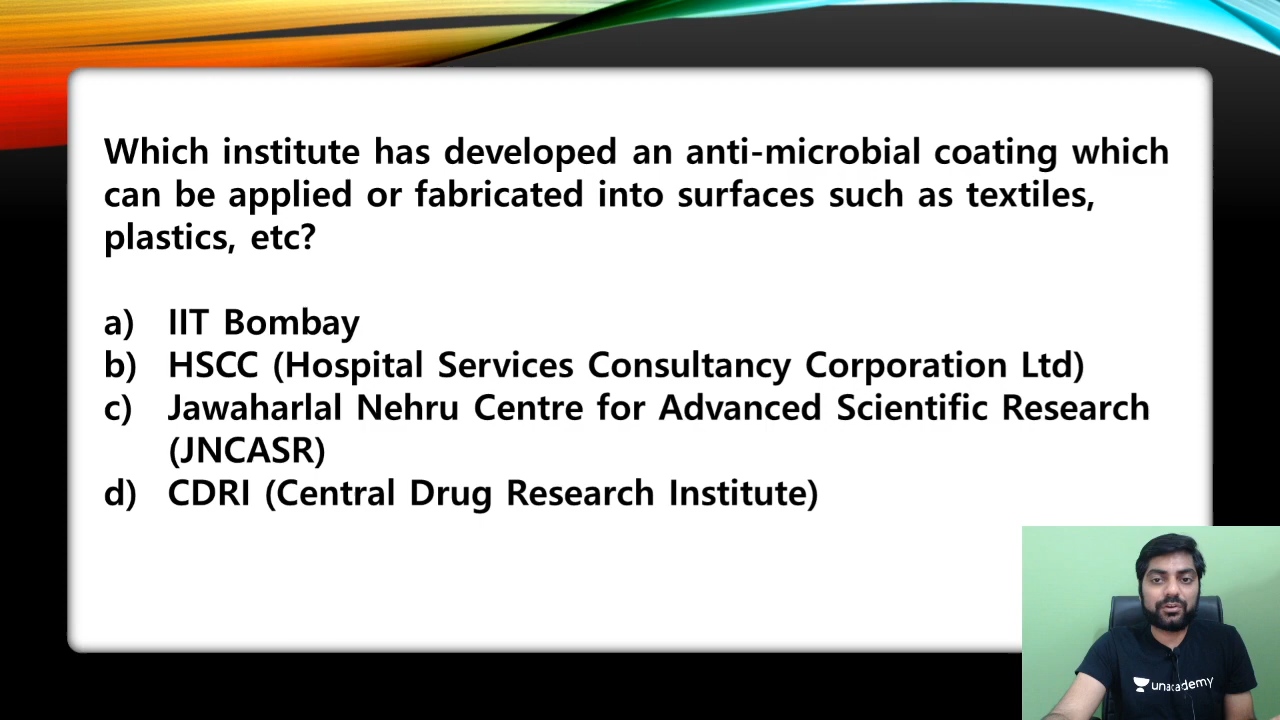 Which institute has developed an anti-microbial coating which
can be applied or fabricated into surfaces such as textiles,
plastics, etc?
a) IIT Bombay
b) HSCC (Hospital Services Consultancy Corporation Ltd)
c) Jawaharlal Nehru Centre for Advanced Scientific Research
(JNCASR)
d) CDRI (Central Drug Research Institute)
unacademy